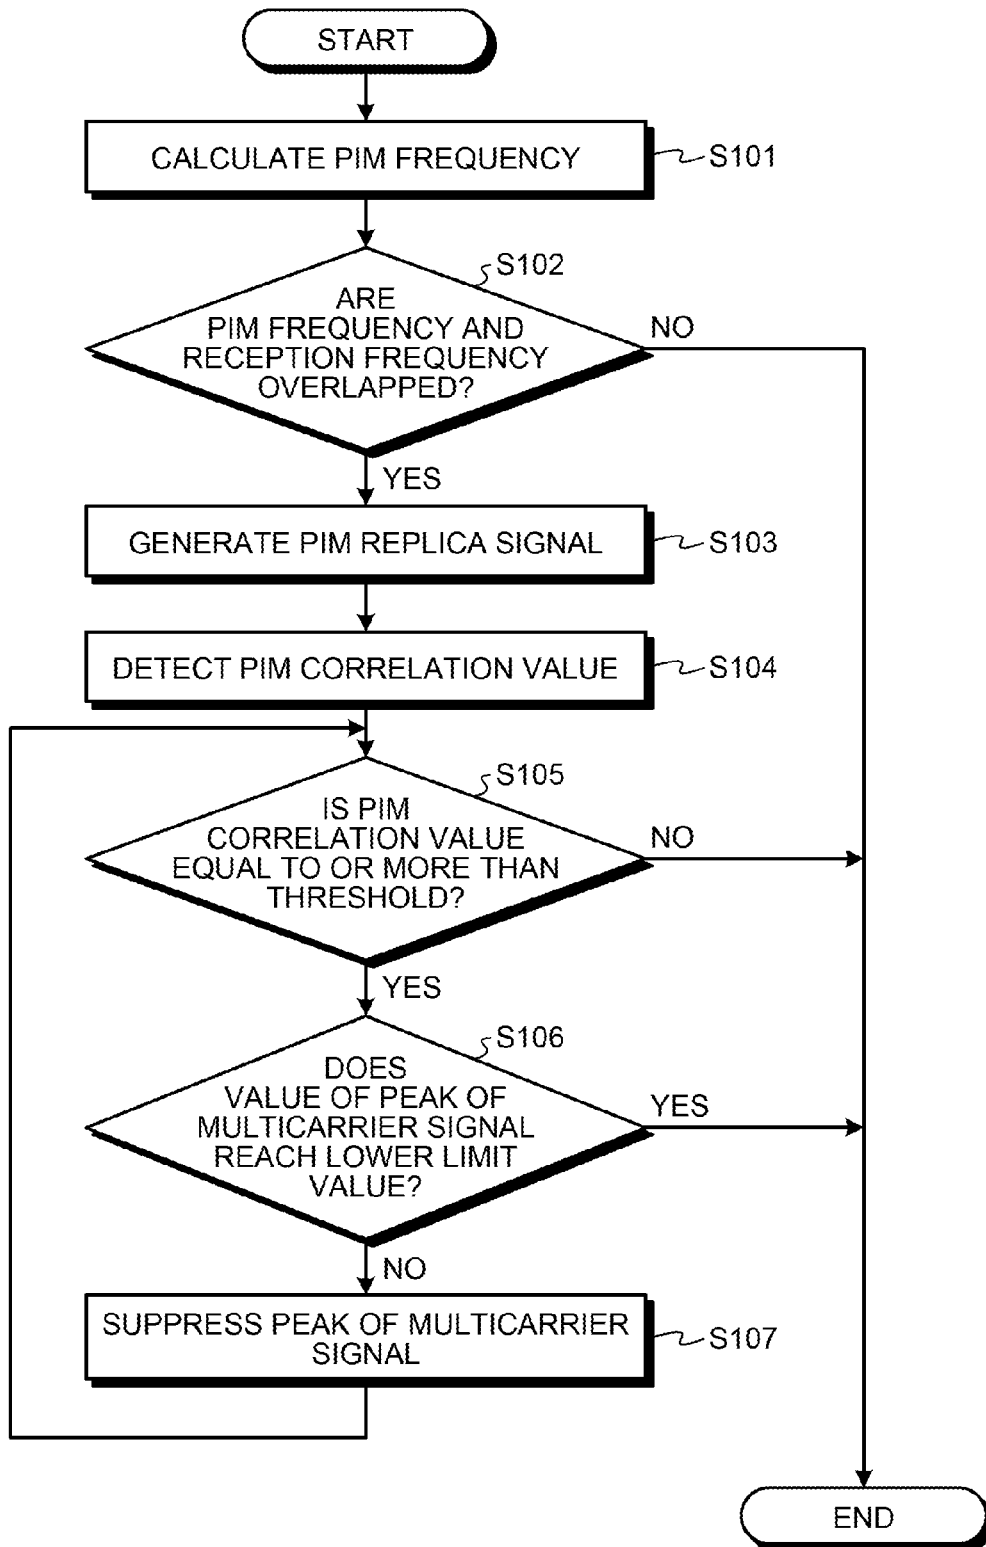 START
CALCULATE PIM FREQUENCY
S101
S102
ARE
PIM FREQUENCY AND
RECEPTION FREQUENCY
OVERLAPPED?
NO
YES
GENERATE PIM REPLICA SIGNAL
S103
DETECT PIM CORRELATION VALUE
S104
S105
IS PIM
CORRELATION VALUE
EQUAL TO OR MORE THAN
THRESHOLD?
NO
YES
S106
DOES
VALUE OF PEAK OF
MULTICARRIER SIGNAL
REACH LOWER LIMIT
VALUE?
YES
NO
SUPPRESS PEAK OF MULTICARRIER
SIGNAL
S107
END